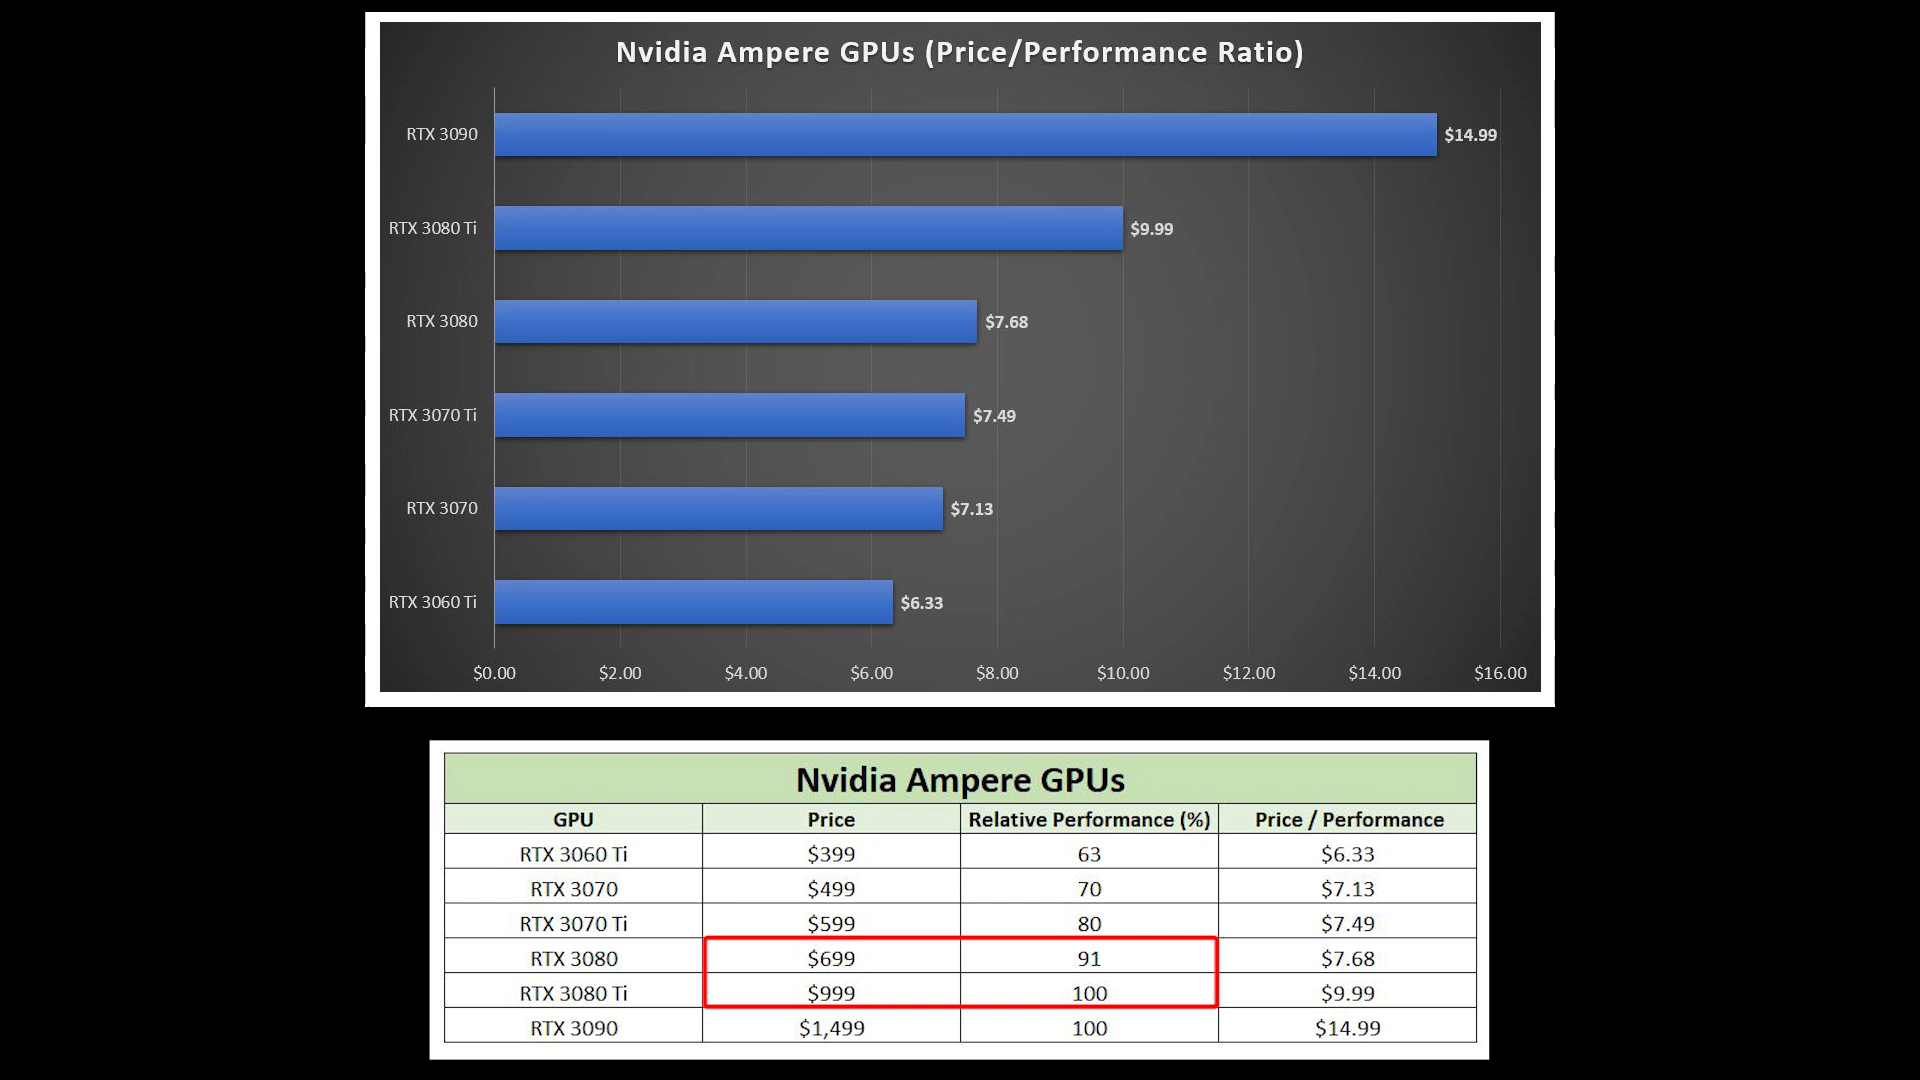 Nvidia Ampere GPUs (Price/Performance Ratio)
RTX 3090 $14.99
RTX 3080 Ti $9.99
RTX 3080 $7.68
RTX 3070 Ti $7.49
RTX 3070 $7.13
RTX 3060 Ti $6.33
$0.00 $2.00 $4.00 $6.00 $8.00 $10.00 $12.00 $14.00 $16.00
Nvidia Ampere GPUs
GPU Price Relative Performance (%) Price / Performance
RTX 3060 Ti $399 63 $6.33
RTX 3070 $499 70 $7.13
RTX 3070 Ti $599 80 $7.49
RTX 3080 $699 91 $7.68
RTX 3080 Ti $999 100 $9.99
RTX 3090 $1,499 100 $14.99